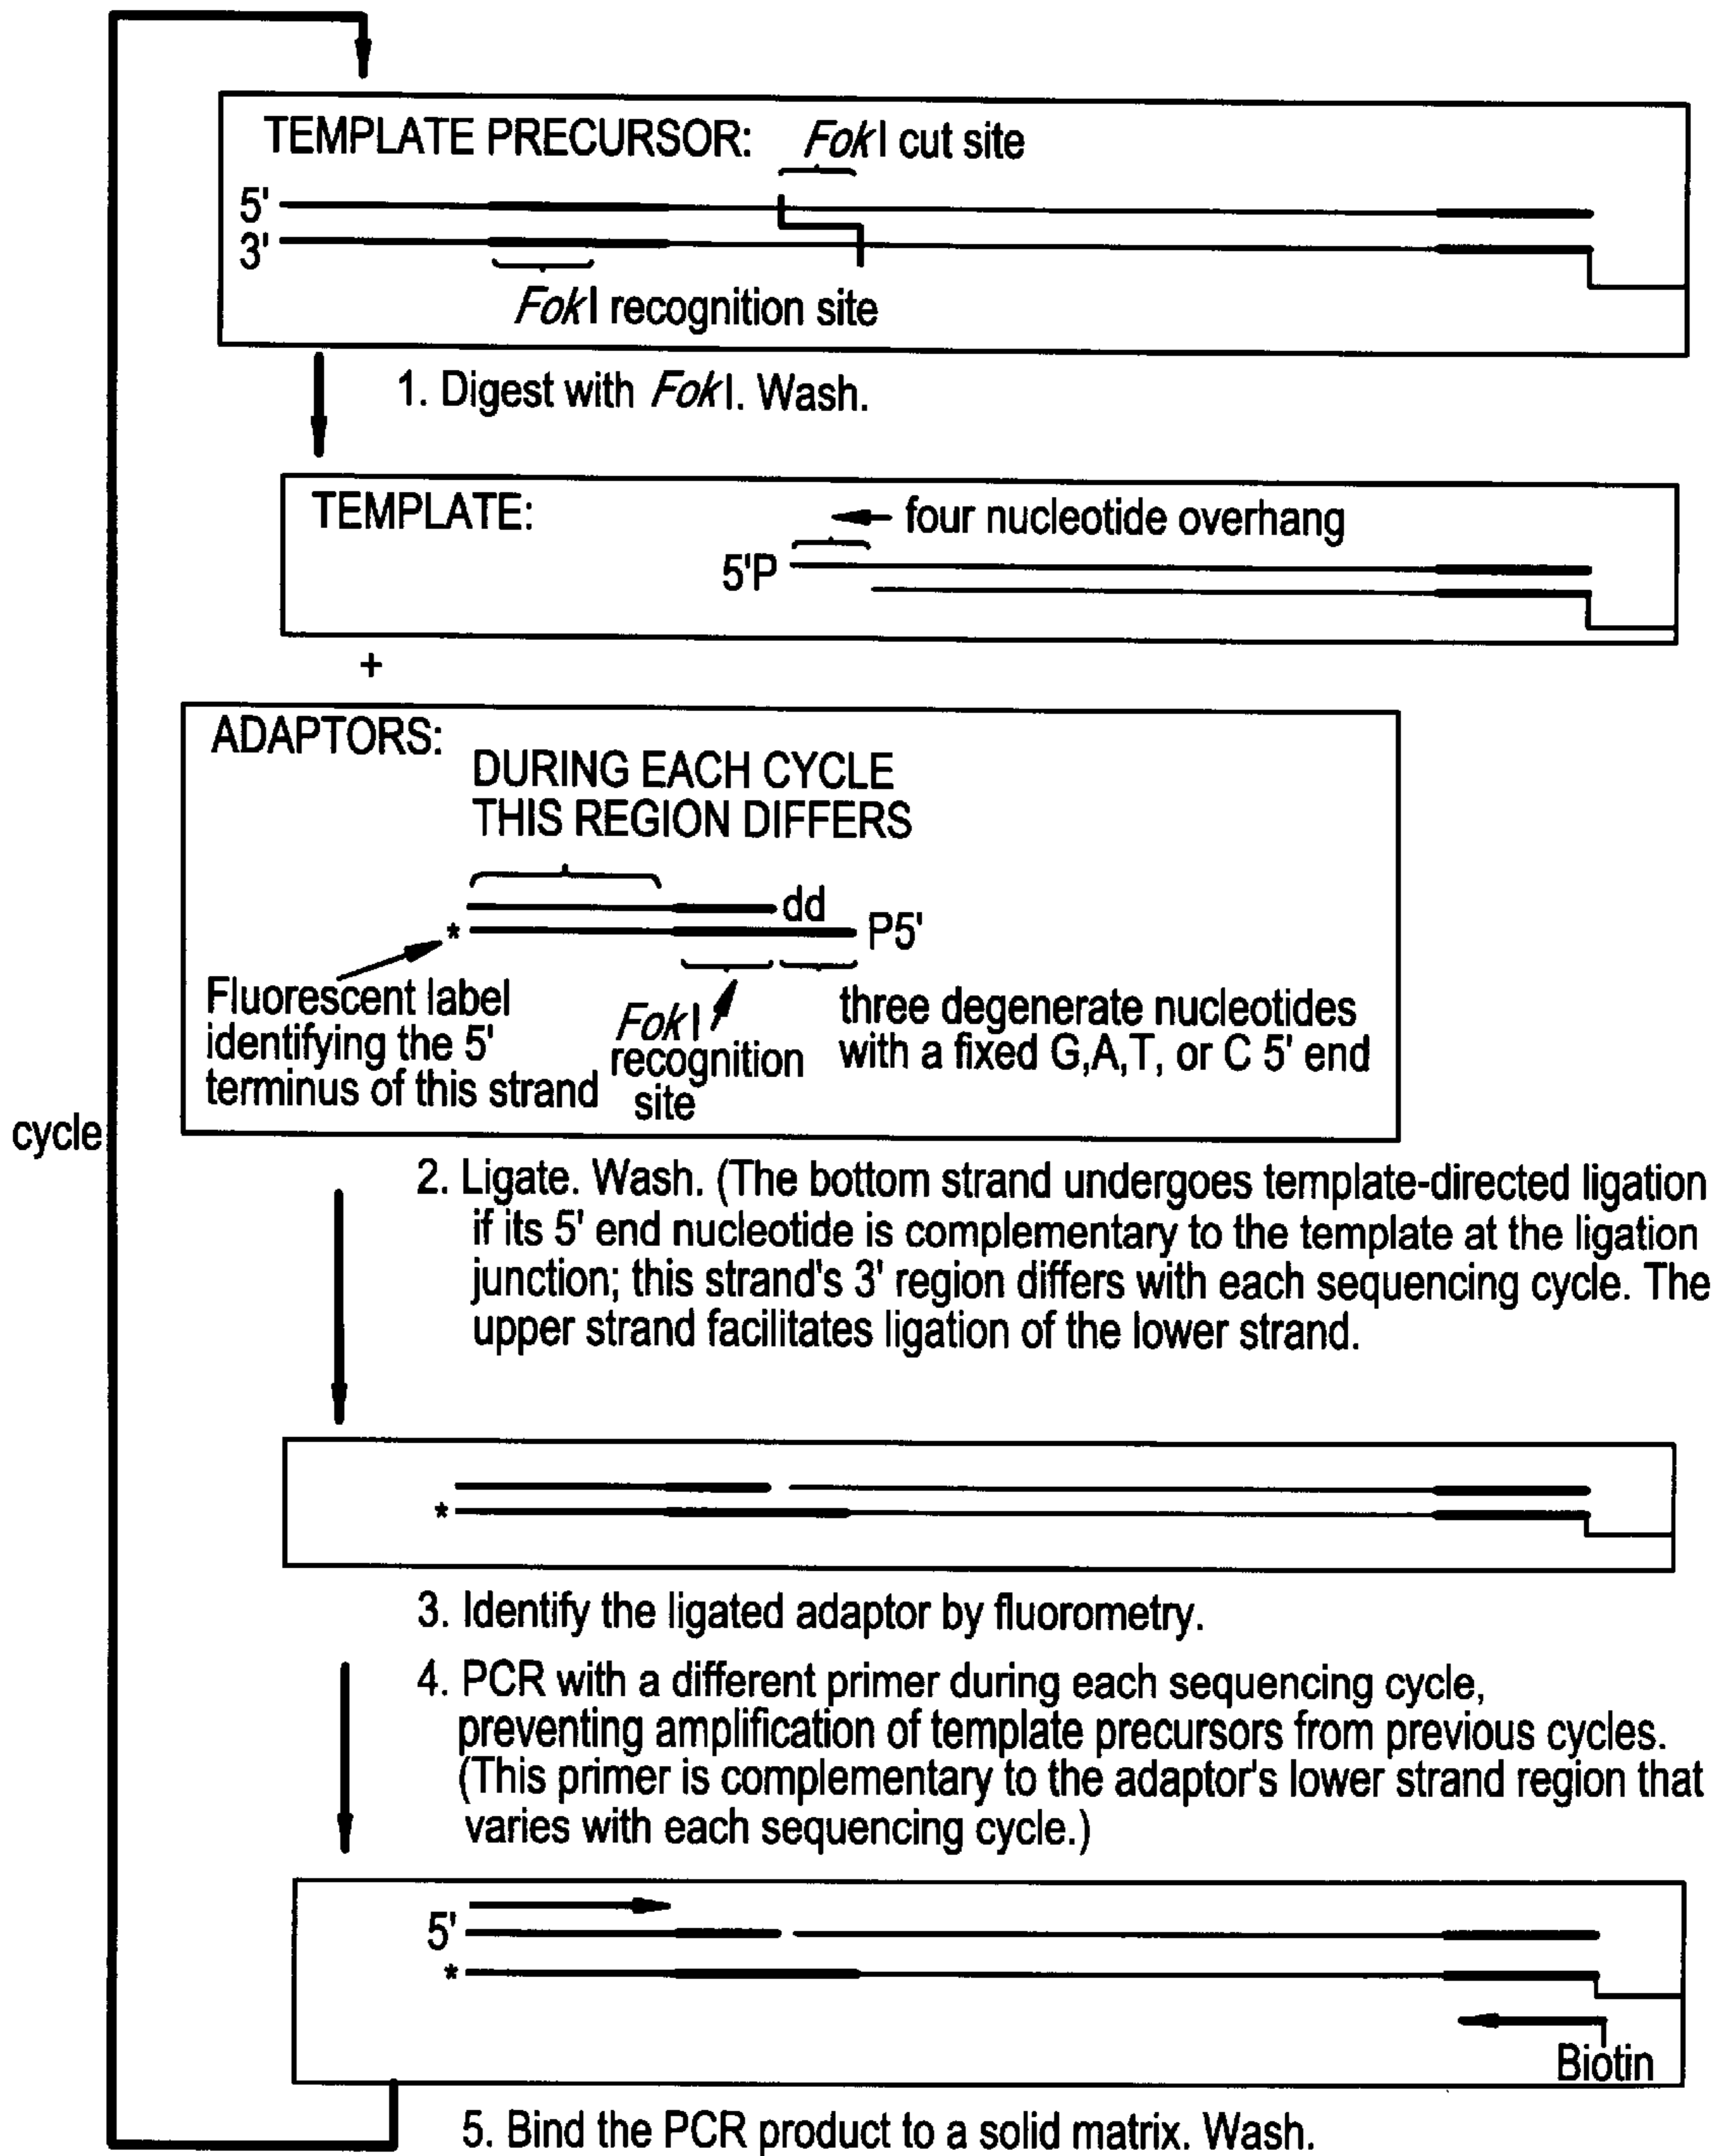 TEMPLATE PRECURSOR: FokI cut site
5'
3'
FokI recognition site
1. Digest with FokI. Wash.
TEMPLATE:
four nucleotide overhang
5'P
+
ADAPTORS:
DURING EACH CYCLE
THIS REGION DIFFERS
dd
* P5'
Fluorescent label
identifying the 5'
terminus of this strand
FokI
recognition
site
three degenerate nucleotides
with a fixed G,A,T, or C 5' end
cycle
2. Ligate. Wash. (The bottom strand undergoes template-directed ligation
if its 5' end nucleotide is complementary to the template at the ligation
junction; this strand's 3' region differs with each sequencing cycle. The
upper strand facilitates ligation of the lower strand.
*
3. Identify the ligated adaptor by fluorometry.
4. PCR with a different primer during each sequencing cycle,
preventing amplification of template precursors from previous cycles.
(This primer is complementary to the adaptor's lower strand region that
varies with each sequencing cycle.)
5'
*
Biotin
5. Bind the PCR product to a solid matrix. Wash.